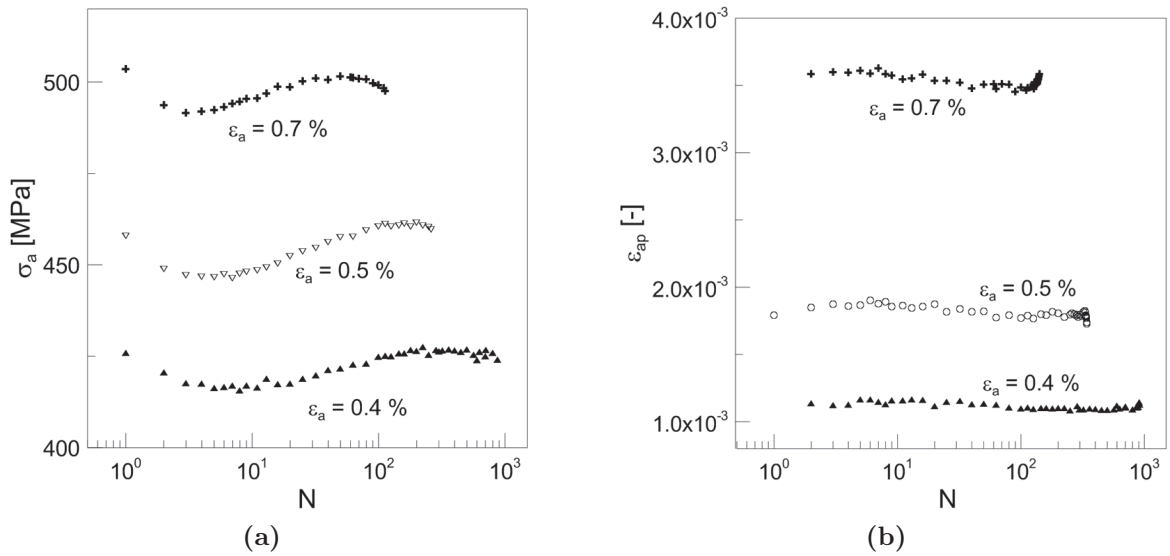 500
450
400
σa [MPa]
εa = 0.7 %
εa = 0.5 %
εa = 0.4 %
10^0 10^1 10^2 10^3
N
(a)
4.0x10^-3
3.0x10^-3
2.0x10^-3
1.0x10^-3
εap [-]
εa = 0.7 %
εa = 0.5 %
εa = 0.4 %
10^0 10^1 10^2 10^3
N
(b)